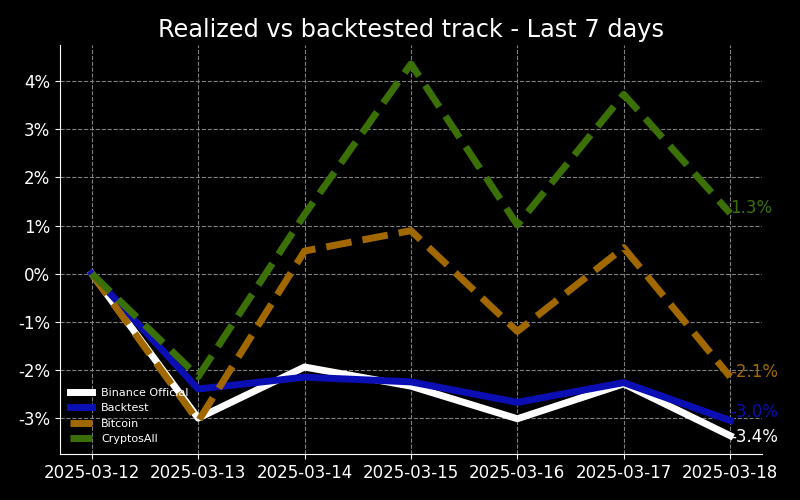 Realized vs backtested track - Last 7 days
4%
3%
2%
1%
0%
-1%
-2%
-3%
1.3%
-2.1%
-3.0%
-3.4%
Binance Official
Backtest
Bitcoin
CryptosAll
2025-03-12 2025-03-13 2025-03-14 2025-03-15 2025-03-16 2025-03-17 2025-03-18